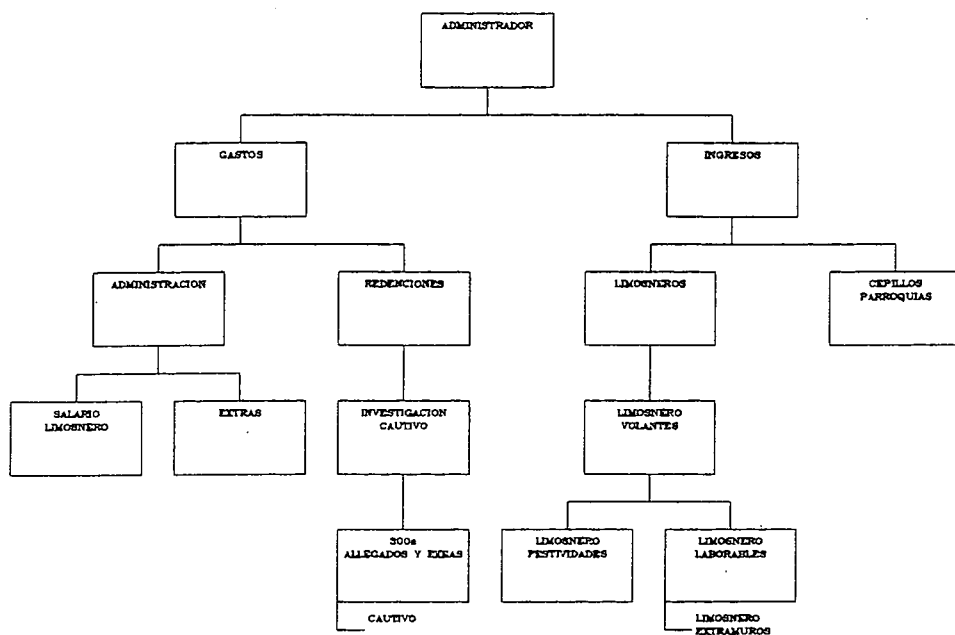 ADMINISTRADOR
GASTOS
INGRESOS
ADMINISTRACION
REDENCIONES
LIMOSNEROS
CEPILLOS
PARROQUIAS
SALARIO
LIMOSNERO
EXTRAS
INVESTIGACION
CAUTIVO
LIMOSNERO
VOLANTES
300s
ALLEGADOS Y EXEAS
LIMOSNERO
FESTIVIDADES
LIMOSNERO
LABORABLES
CAUTIVO
LIMOSNERO
EXTRAMUROS